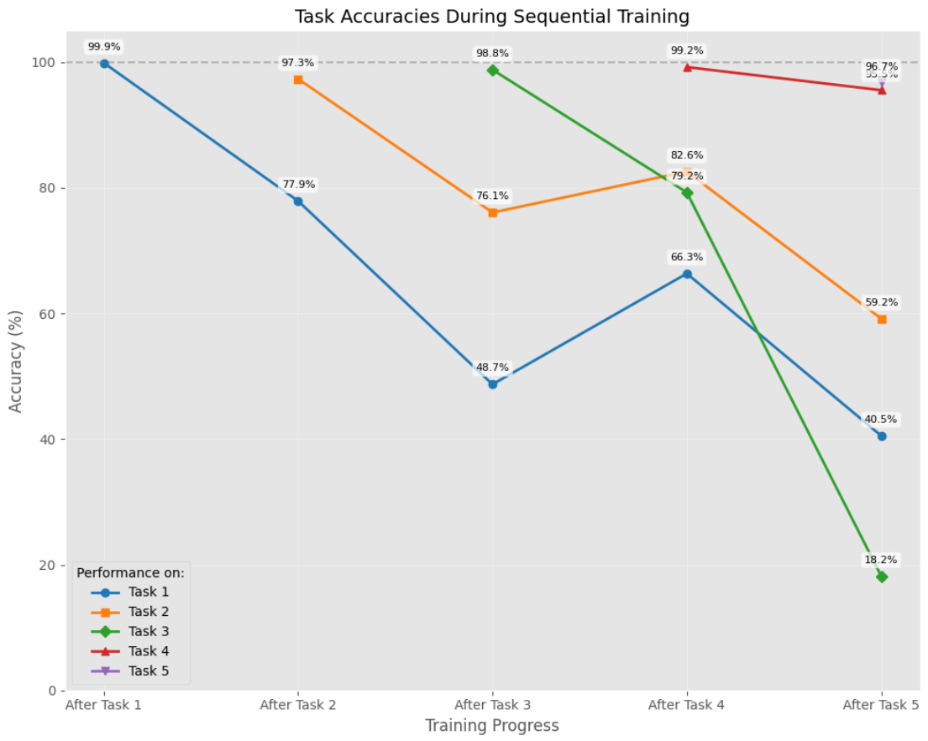 Task Accuracies During Sequential Training
99.9%
97.3%
98.8%
99.2%
96.7%
77.9%
76.1%
82.6%
79.2%
66.3%
59.2%
48.7%
40.5%
18.2%
100
80
60
40
20
0
Accuracy (%)
Performance on:
Task 1
Task 2
Task 3
Task 4
Task 5
After Task 1
After Task 2
After Task 3
After Task 4
After Task 5
Training Progress